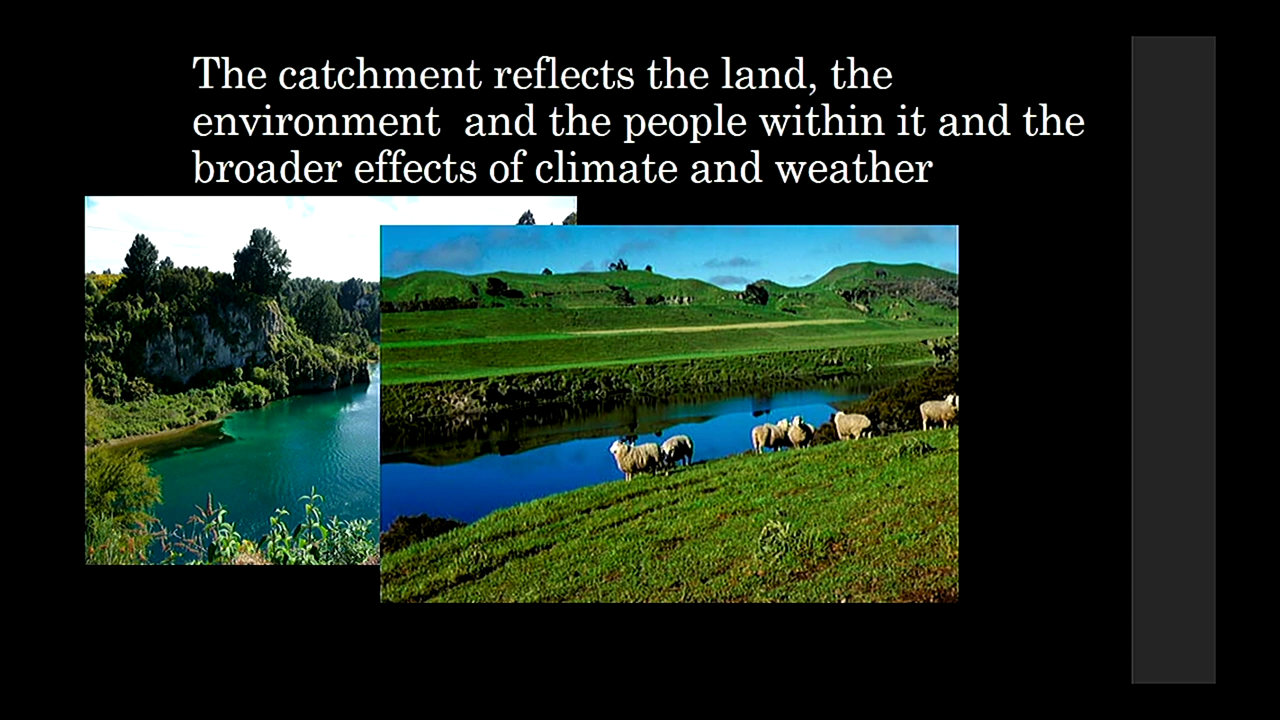 The catchment reflects the land, the
environment  and the people within it and the
broader effects of climate and weather